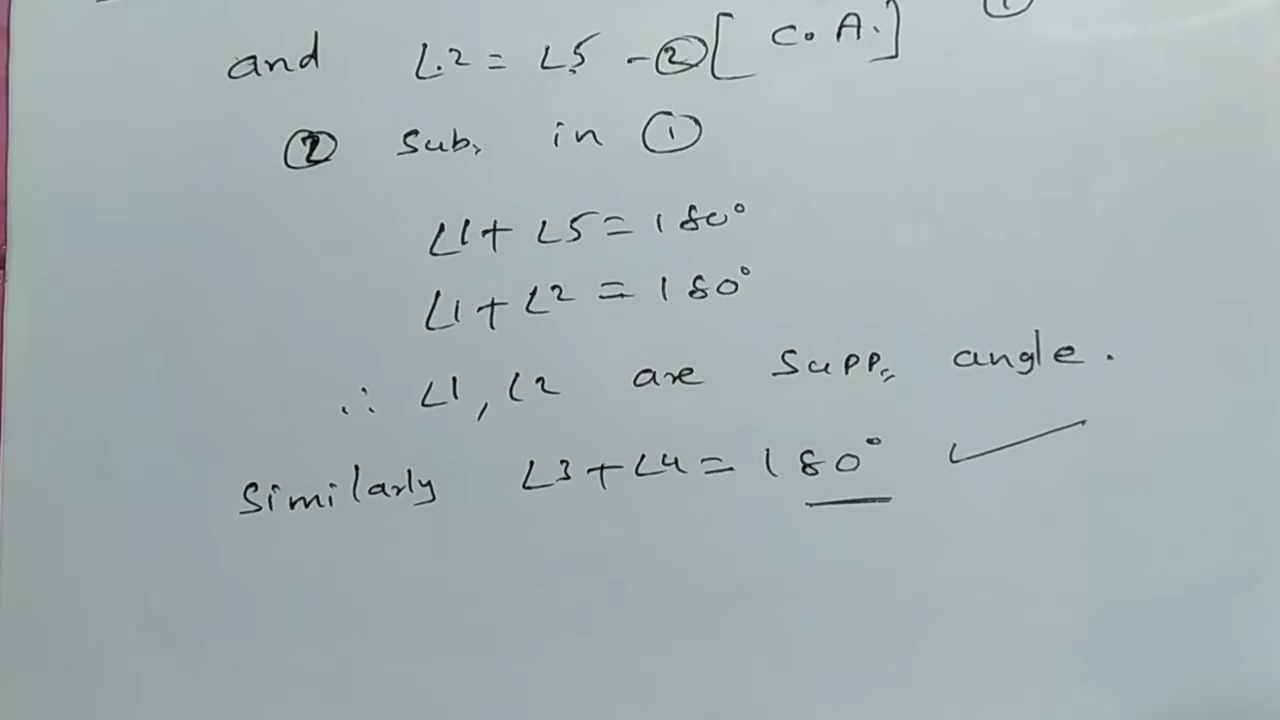 ①
and ∠2 = ∠5 - ② [ C.A.]
② Sub, in ①
∠1 + ∠5 = 180°
∠1 + ∠2 = 180°
∴ ∠1, ∠2 are Supp, angle.
Similarly ∠3 + ∠4 = 180° ✓